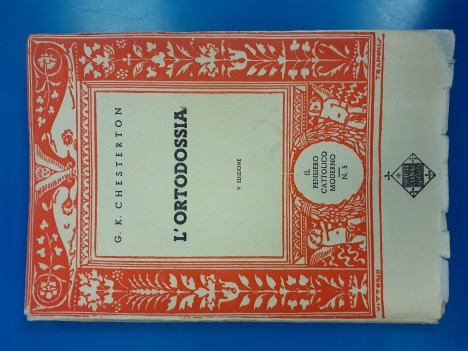 G. K. CHESTERTON
L'ORTODOSSIA
V EDIZIONE
IL
PENSIERO
CATTOLICO
MODERNO
N. 5